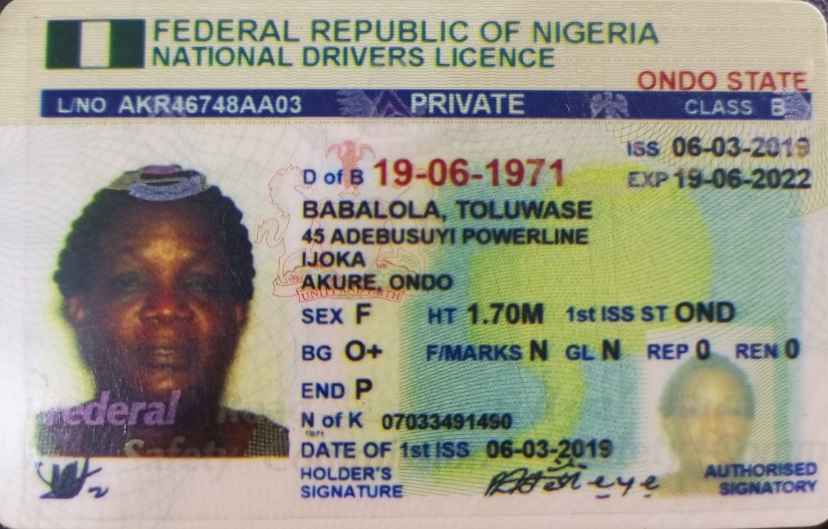 FEDERAL REPUBLIC OF NIGERIA
NATIONAL DRIVERS LICENCE
ONDO STATE
L/NO AKR46748AA03 PRIVATE CLASS B
ISS 06-03-2019
D of B 19-06-1971 EXP 19-06-2022
BABALOLA, TOLUWASE
45 ADEBUSUYI POWERLINE
IJOKA
AKURE, ONDO
SEX F HT 1.70M 1st ISS ST OND
BG O+ F/MARKS N GL N REP 0 REN 0
END P
Federal
N of K 07033491490
1971
Safety
DATE OF 1st ISS 06-03-2019
HOLDER'S
SIGNATURE
AUTHORISED
SIGNATORY